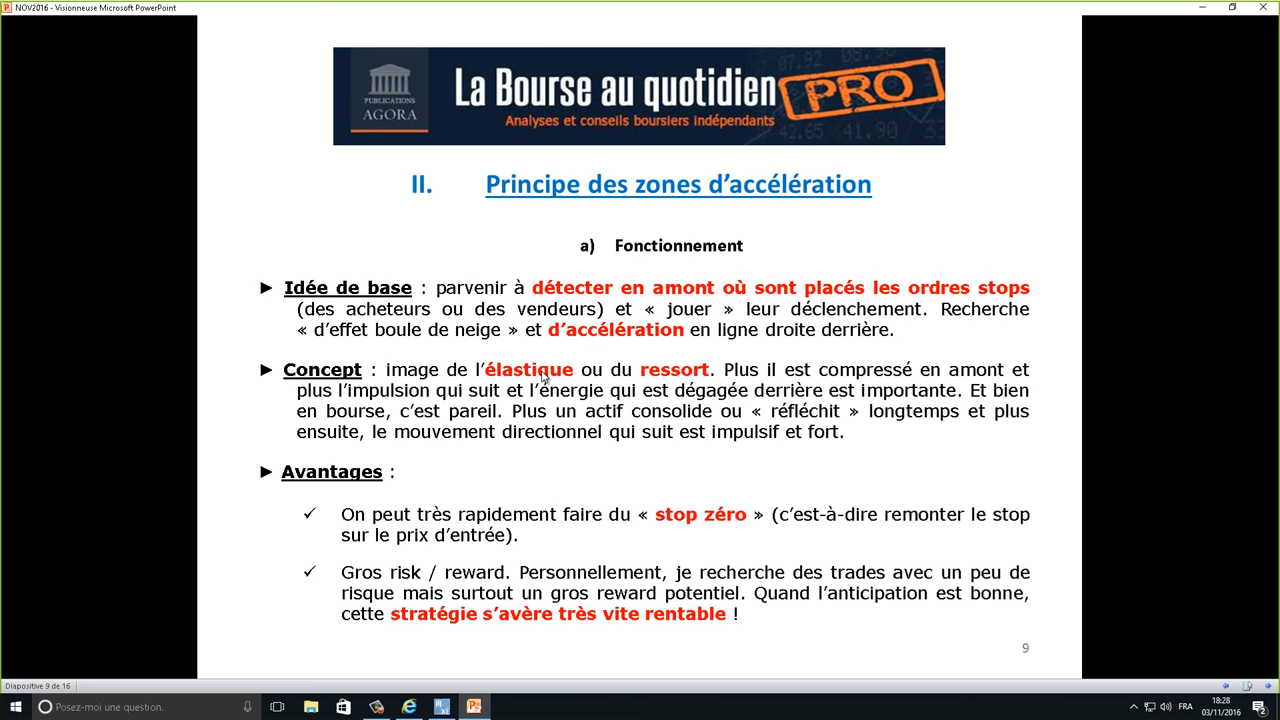 NOV2016 - Visionneuse Microsoft PowerPoint
PUBLICATIONS
AGORA
La Bourse au quotidien
PRO
Analyses et conseils boursiers indépendants
II. Principe des zones d’accélération
a) Fonctionnement
► Idée de base : parvenir à détecter en amont où sont placés les ordres stops
(des acheteurs ou des vendeurs) et « jouer » leur déclenchement. Recherche
« d’effet boule de neige » et d’accélération en ligne droite derrière.
► Concept : image de l’élastique ou du ressort. Plus il est compressé en amont et
plus l’impulsion qui suit et l’énergie qui est dégagée derrière est importante. Et bien
en bourse, c’est pareil. Plus un actif consolide ou « réfléchit » longtemps et plus
ensuite, le mouvement directionnel qui suit est impulsif et fort.
► Avantages :
✓ On peut très rapidement faire du « stop zéro » (c’est-à-dire remonter le stop
sur le prix d’entrée).
✓ Gros risk / reward. Personnellement, je recherche des trades avec un peu de
risque mais surtout un gros reward potentiel. Quand l’anticipation est bonne,
cette stratégie s’avère très vite rentable !
9
Diapositive 9 de 16
Posez-moi une question.
FRA
18:28
03/11/2016
2